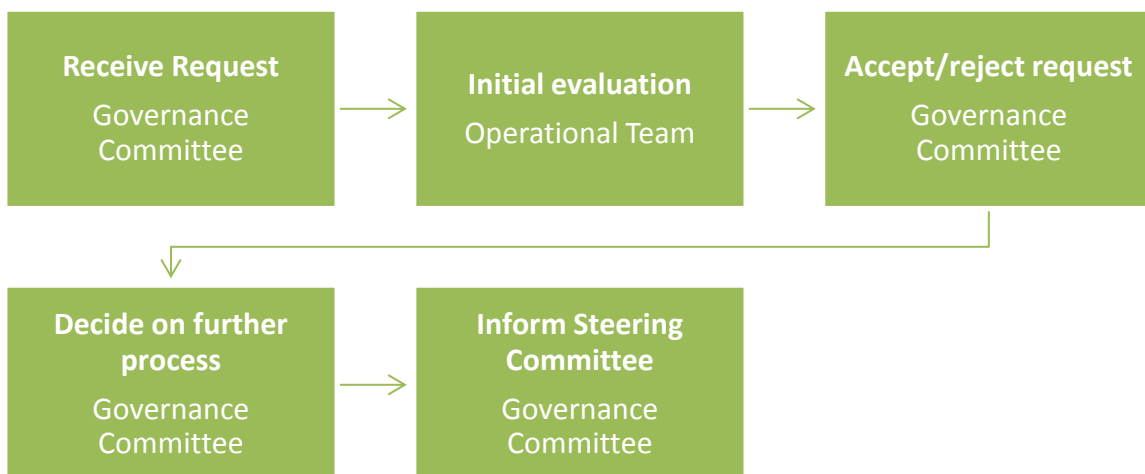 Receive Request
Governance
Committee
Initial evaluation
Operational Team
Accept/reject request
Governance
Committee
Decide on further
process
Governance
Committee
Inform Steering
Committee
Governance
Committee